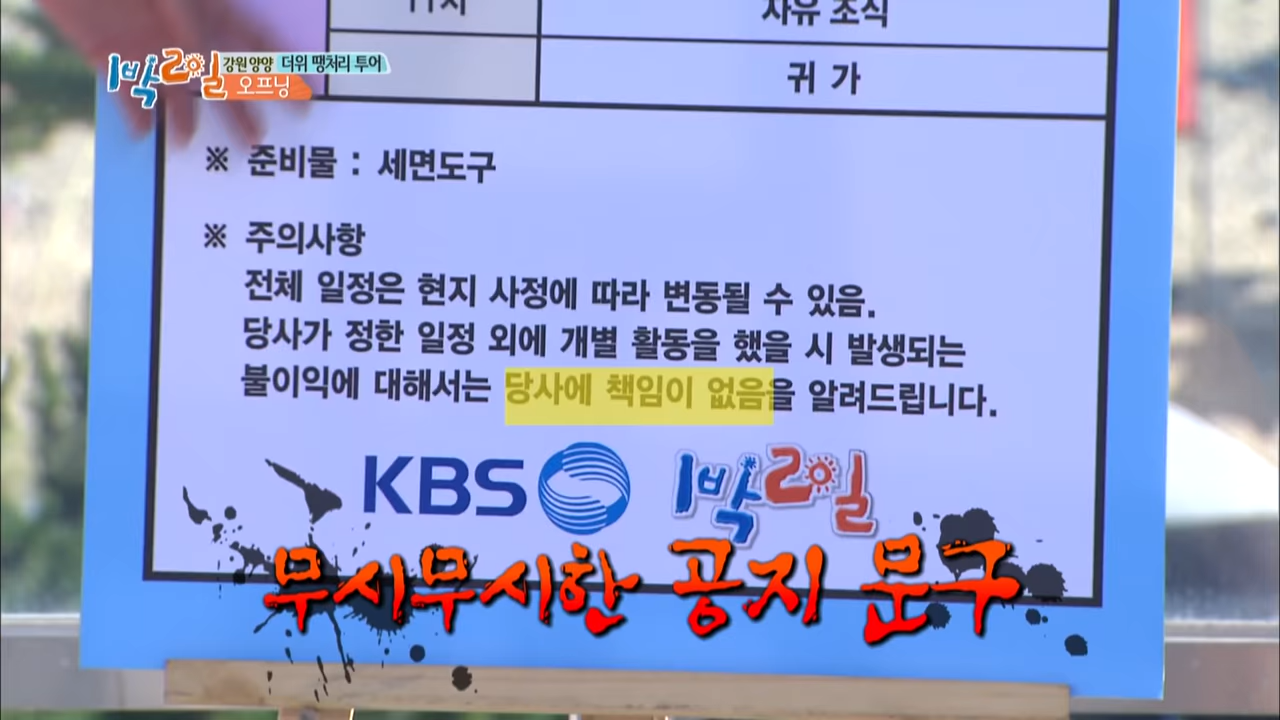 1박2일
강원 양양 더위 땡처리 투어
오프닝
자유 조식
귀 가
※ 준비물 : 세면도구
※ 주의사항
전체 일정은 현지 사정에 따라 변동될 수 있음.
당사가 정한 일정 외에 개별 활동을 했을 시 발생되는
불이익에 대해서는 당사에 책임이 없음을 알려드립니다.
KBS 1박2일
무시무시한 공지 문구